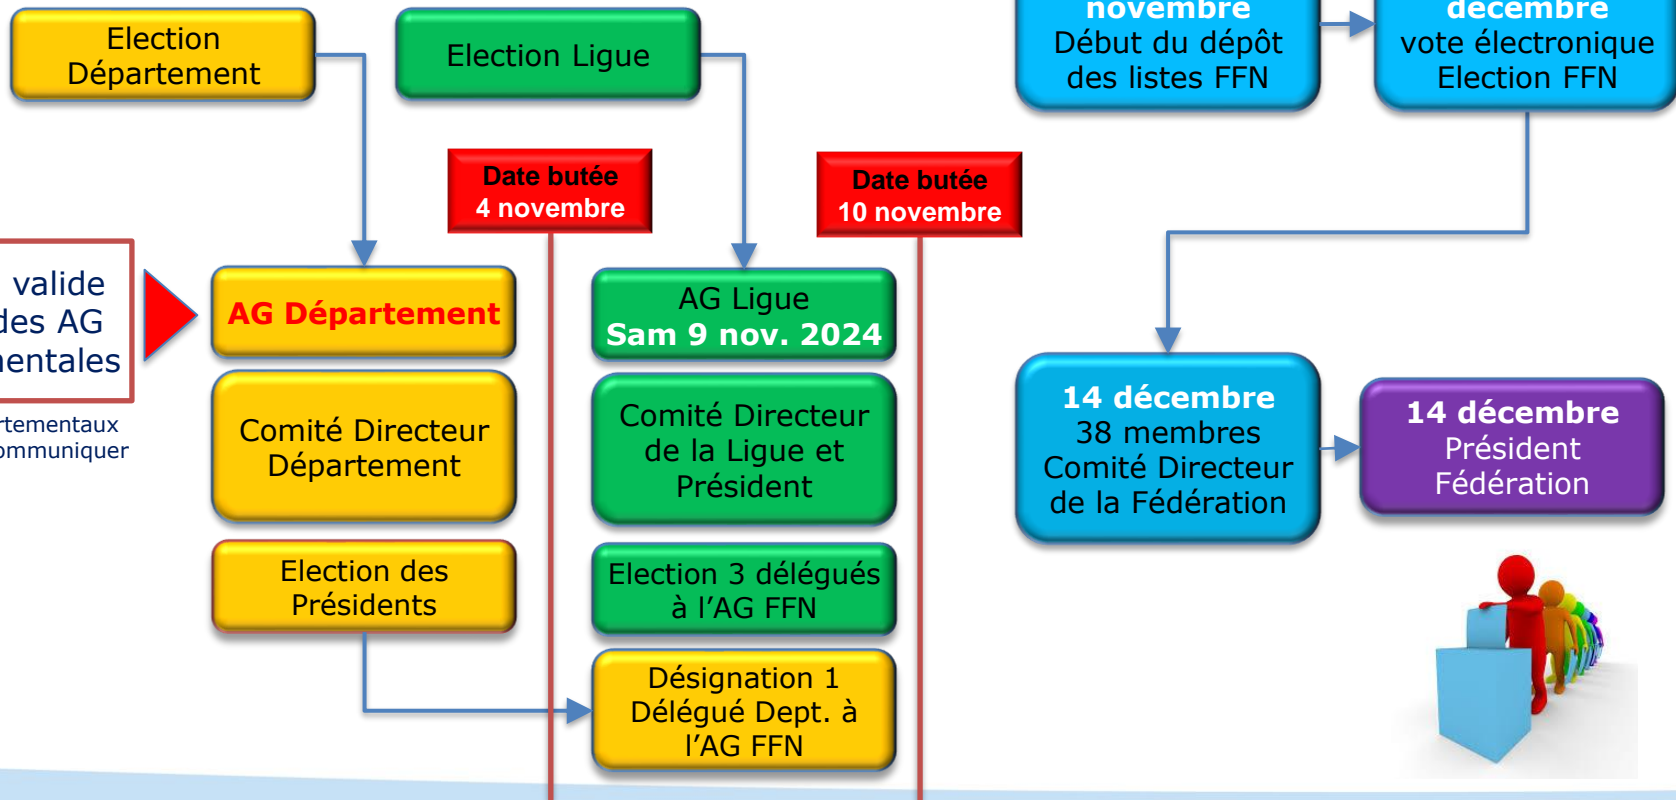 Election
Département
Election Ligue
novembre
Début du dépôt
des listes FFN
décembre
vote électronique
Election FFN
Date butée
4 novembre
Date butée
10 novembre
valide
des AG
AG Département
AG Ligue
Sam 9 nov. 2024
Comité Directeur
Département
Comité Directeur
de la Ligue et
Président
14 décembre
38 membres
Comité Directeur
de la Fédération
14 décembre
Président
Fédération
Election des
Présidents
Election 3 délégués
à l’AG FFN
Désignation 1
Délégué Dept. à
l’AG FFN